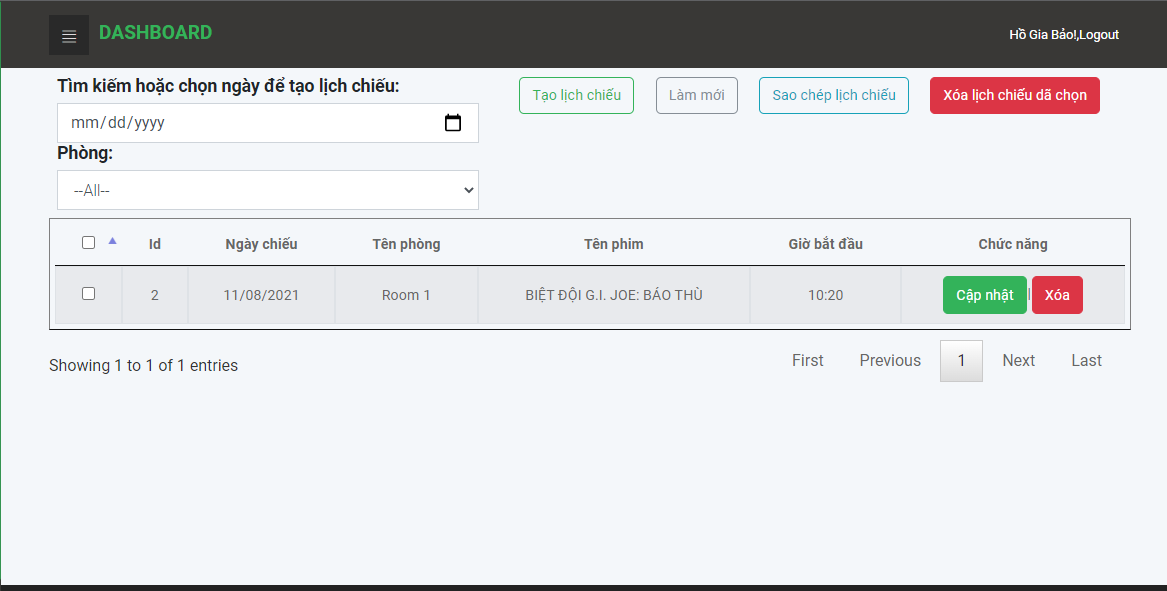 DASHBOARD
Hồ Gia Bảo!,Logout
Tìm kiếm hoặc chọn ngày để tạo lịch chiếu:
Tạo lịch chiếu
Làm mới
Sao chép lịch chiếu
Xóa lịch chiếu đã chọn
mm/dd/yyyy
Phòng:
--All--
Id Ngày chiếu Tên phòng Tên phim Giờ bắt đầu Chức năng
2 11/08/2021 Room 1 BIỆT ĐỘI G.I. JOE: BÁO THÙ 10:20 Cập nhật | Xóa
Showing 1 to 1 of 1 entries
First Previous 1 Next Last